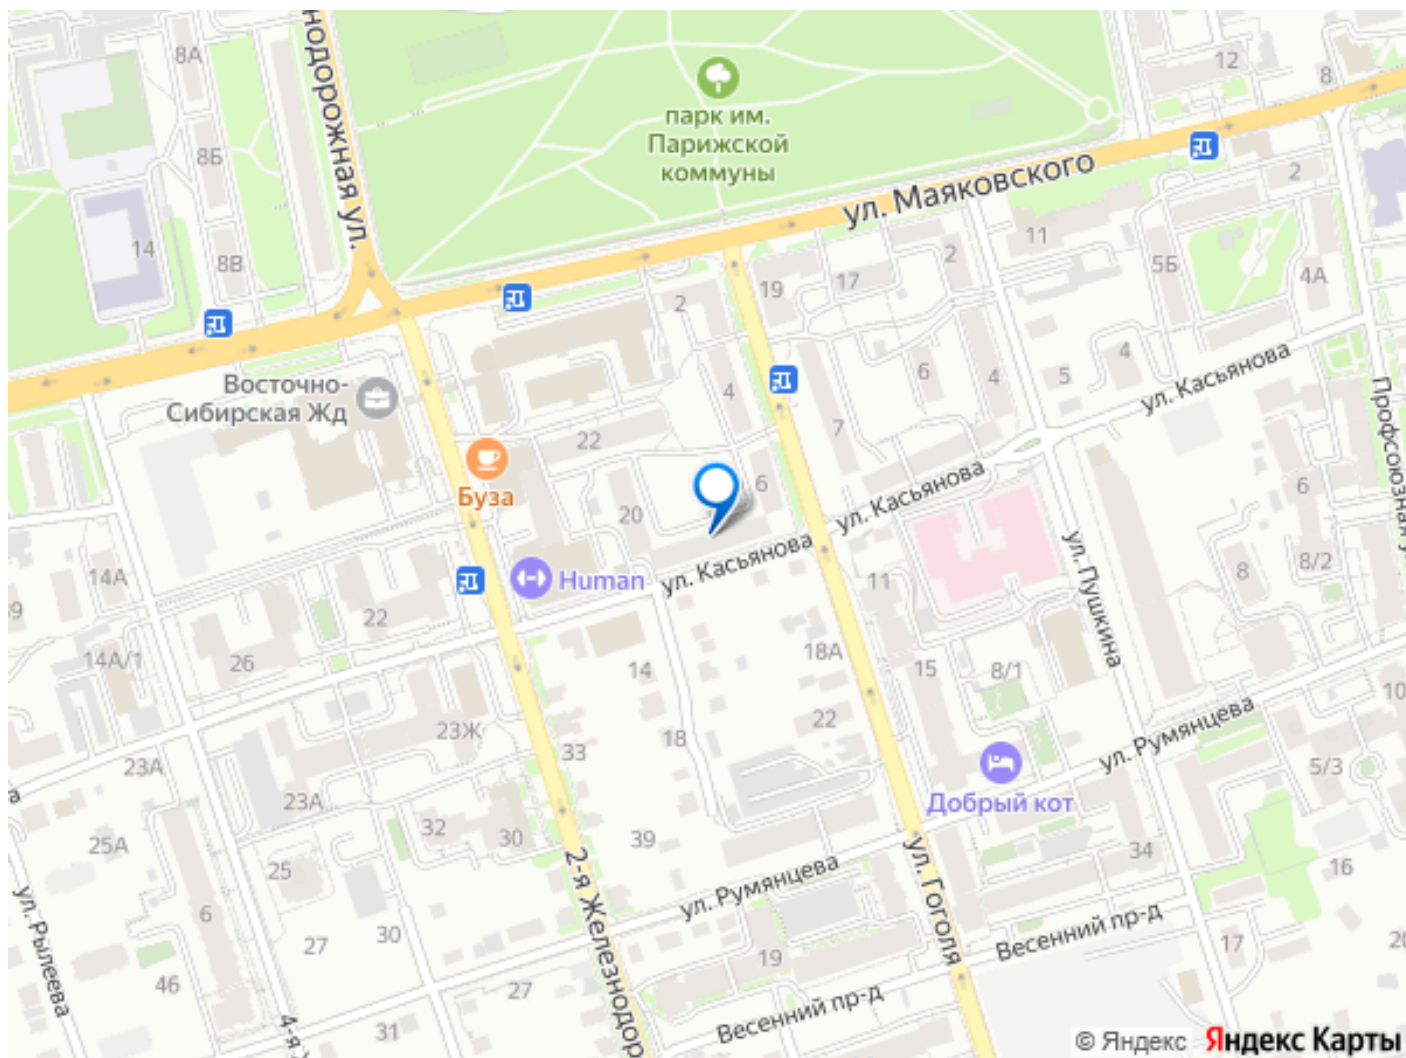 8А
нодорожная ул.
парк им.
Парижской
коммуны
12
8
8Б
ул. Маяковского
2
14
8В
11
5Б
4А
2
17
19
2
Восточно-
Сибирская Жд
4
6
4
5
4
ул. Касьянова
Профсоюзная у
7
22
Буза
6
20
ул. Касьянова
6
ул. Касьянова
Human
ул. Пушкина
8/2
8
14А
9
22
11
14А/1
26
14
18А
15
8/1
10
23Ж
18
22
ул. Румянцева
33
23А
а
5/3
23А
Добрый кот
32
30
39
25А
25
2-я Железнодор
ул. Румянцева
ул. Гоголя
34
16
ул. Рылеева
6
27
30
19
Весенний пр-д
17
20
46
27
4-я
31
Весенний пр-д
© Яндекс Яндекс Карты